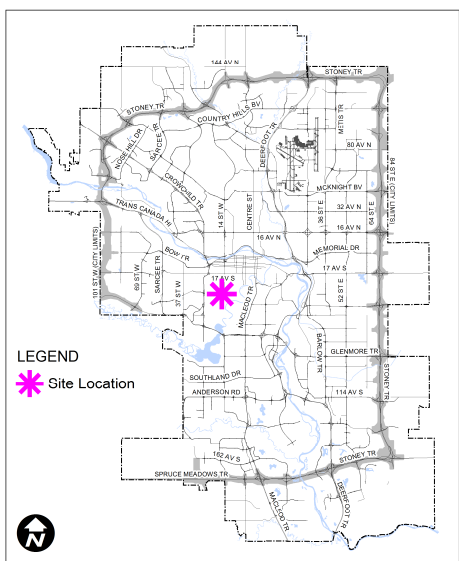 144 AV N
STONEY TR
STONEY TR
COUNTRY HILLS BV
NOSE HILL DR
SARCEE TR
DEERFOOT TR
METIS TR
80 AV N
CROWCHILD TR
MCKNIGHT BV
84 ST E (CITY LIMITS)
TRANS CANADA HI
14 ST W
CENTRE ST
36 ST E
32 AV N
64 ST E
16 AV N
16 AV N
101 ST W (CITY LIMITS)
BOW TR
MEMORIAL DR
69 ST W
SARCEE TR
37 ST W
17 AV S
17 AV S
MACLEOD TR
52 ST E
BARLOW TR
GLENMORE TR
LEGEND
Site Location
SOUTHLAND DR
ANDERSON RD
114 AV S
STONEY TR
162 AV S
STONEY TR
SPRUCE MEADOWS TR
MACLEOD TR
DEERFOOT TR
N